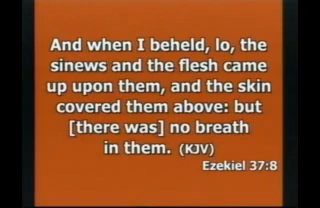 And when I beheld, lo, the
sinews and the flesh came
up upon them, and the skin
covered them above: but
[there was] no breath
in them. (KJV)
Ezekiel 37:8